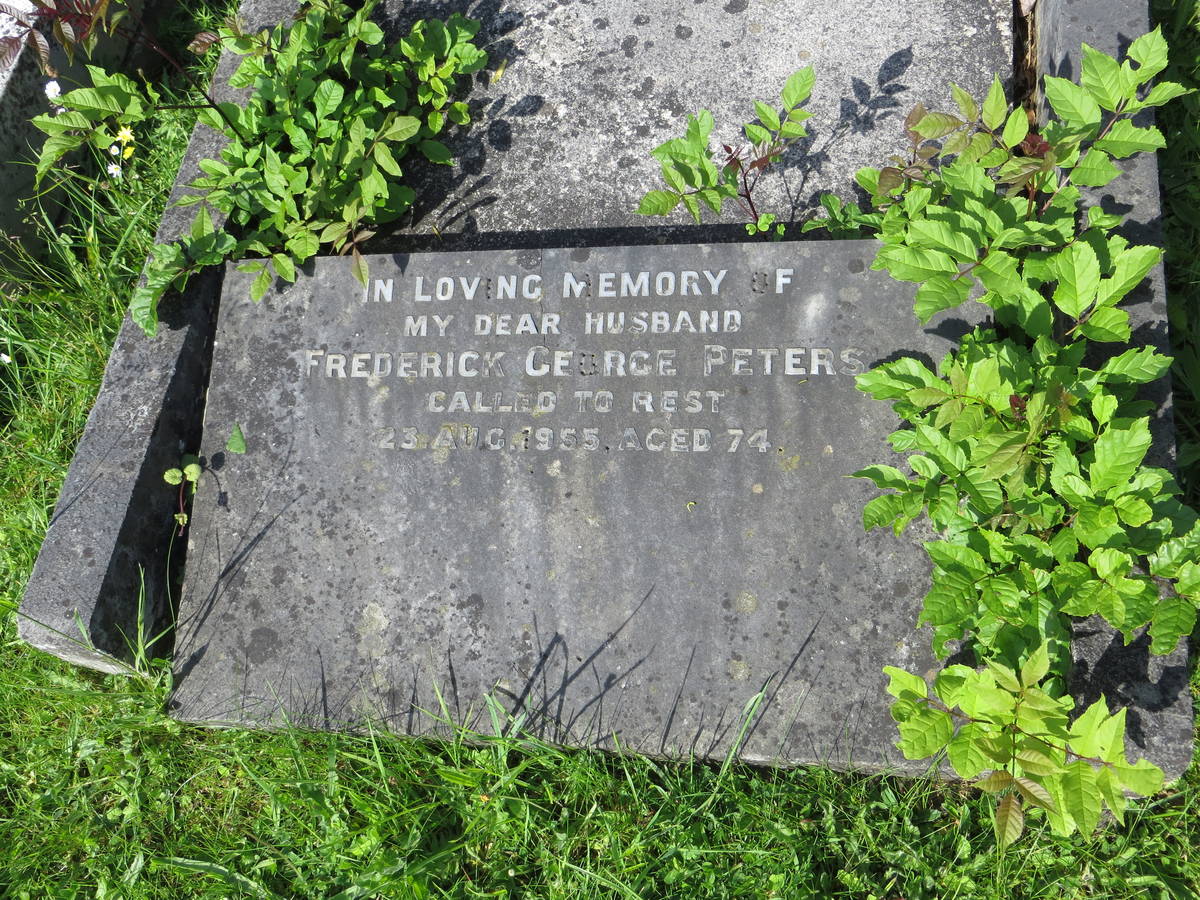 IN LOVING MEMORY OF
MY DEAR HUSBAND
FREDERICK GEORGE PETERS
CALLED TO REST
23. AUG. 1955. AGED 74.